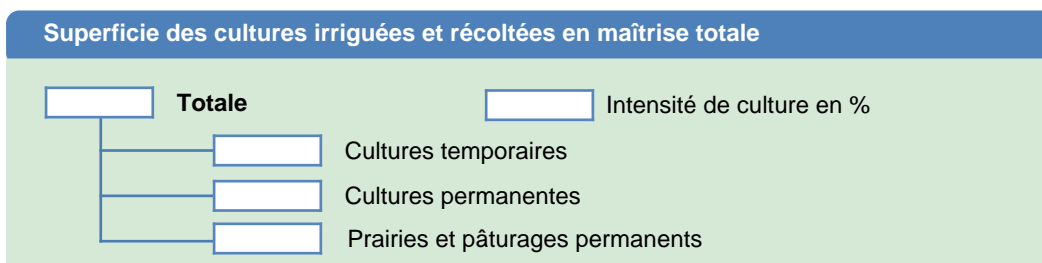 Superficie des cultures irriguées et récoltées en maîtrise totale
Totale
Intensité de culture en %
Cultures temporaires
Cultures permanentes
Prairies et pâturages permanents